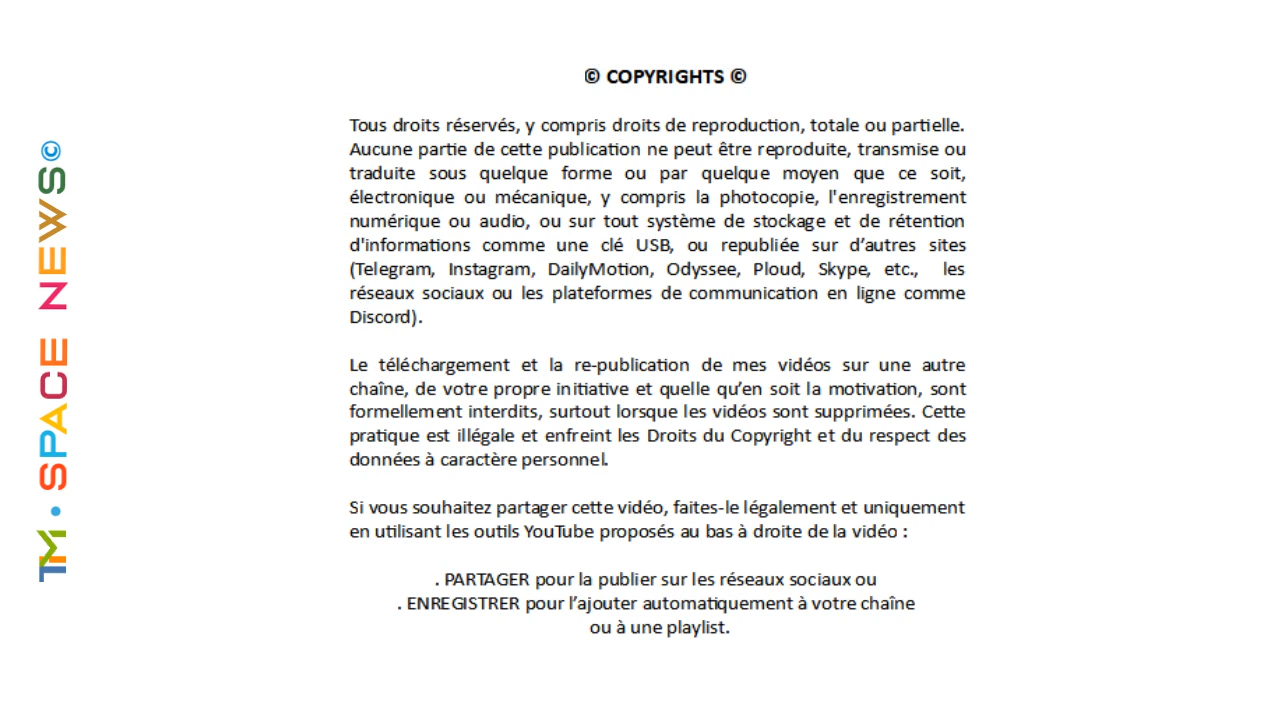 © COPYRIGHTS ©
Tous droits réservés, y compris droits de reproduction, totale ou partielle.
Aucune partie de cette publication ne peut être reproduite, transmise ou
traduite sous quelque forme ou par quelque moyen que ce soit,
électronique ou mécanique, y compris la photocopie, l'enregistrement
numérique ou audio, ou sur tout système de stockage et de rétention
d'informations comme une clé USB, ou republiée sur d’autres sites
(Telegram, Instagram, DailyMotion, Odyssee, Ploud, Skype, etc., les
réseaux sociaux ou les plateformes de communication en ligne comme
Discord).
Le téléchargement et la re-publication de mes vidéos sur une autre
chaîne, de votre propre initiative et quelle qu’en soit la motivation, sont
formellement interdits, surtout lorsque les vidéos sont supprimées. Cette
pratique est illégale et enfreint les Droits du Copyright et du respect des
données à caractère personnel.
Si vous souhaitez partager cette vidéo, faites-le légalement et uniquement
en utilisant les outils YouTube proposés au bas à droite de la vidéo :
. PARTAGER pour la publier sur les réseaux sociaux ou
. ENREGISTRER pour l’ajouter automatiquement à votre chaîne
ou à une playlist.
TM • SPACE NEWS©